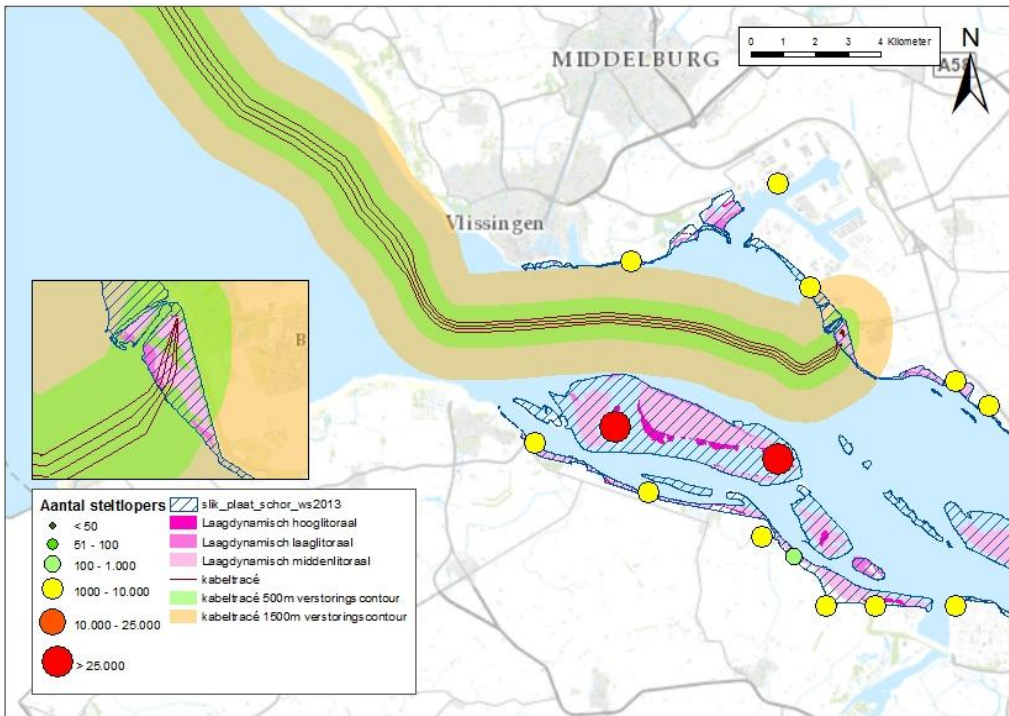 MIDDELBURG
0 1 2 3 4 Kilometer
N
A58
Vlissingen
B
Aantal steltlopers
< 50
51 - 100
100 - 1.000
1000 - 10.000
10.000 - 25.000
> 25.000
slik_plaat_schor_ws2013
Laagdynamisch hooglitoraal
Laagdynamisch laaglitoraal
Laagdynamisch middenlitoraal
kabeltracé
kabeltracé 500m verstoringscontour
kabeltracé 1500m verstoringscontour